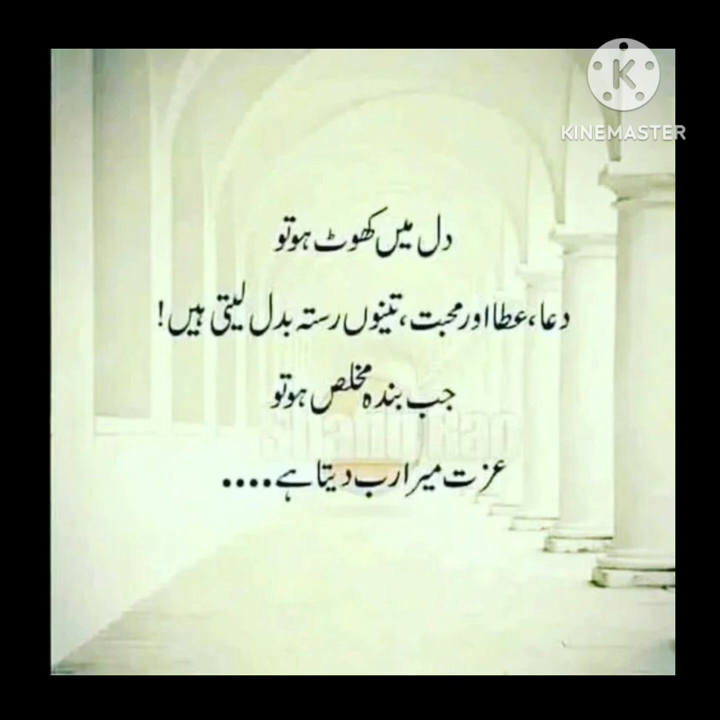 KINEMASTER
دل میں کھوٹ ہو تو
دعا، عطا اور محبت، تینوں رستہ بدل لیتی ہیں!
جب بندہ مخلص ہو تو
عزت میرا رب دیتا ہے....